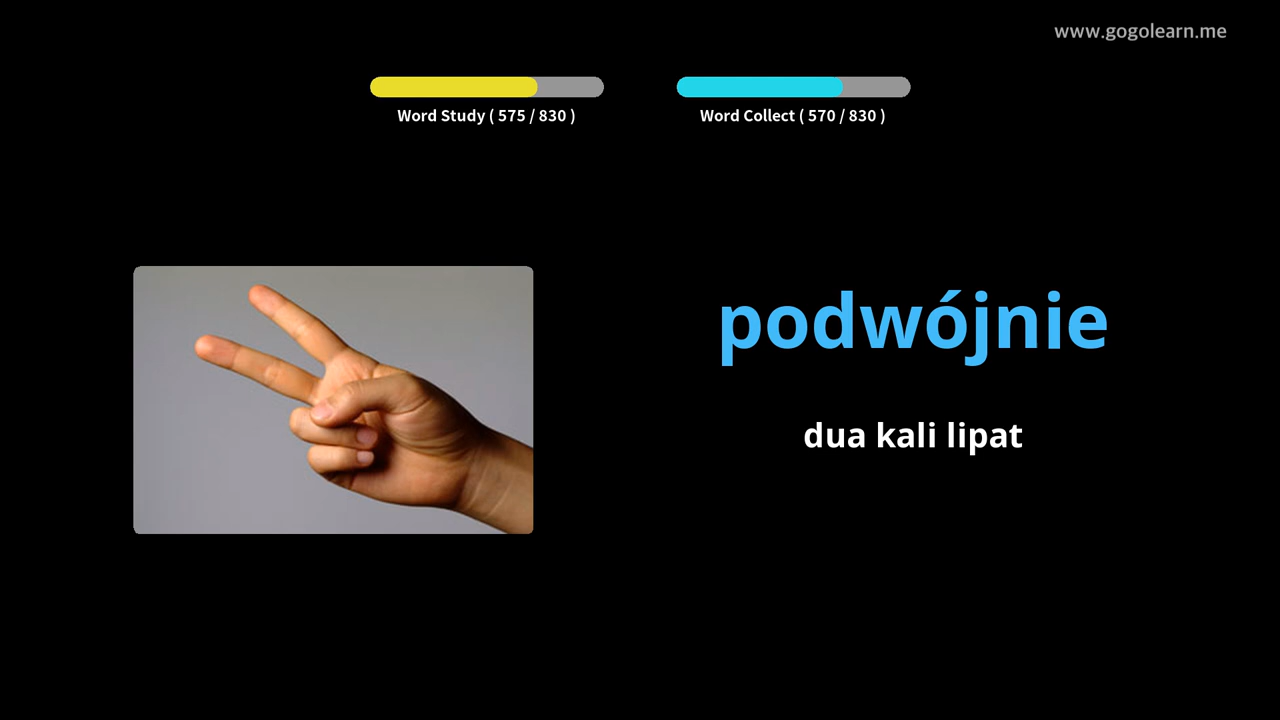 www.gogolearn.me
Word Study ( 575 / 830 )
Word Collect ( 570 / 830 )
podwójnie
dua kali lipat